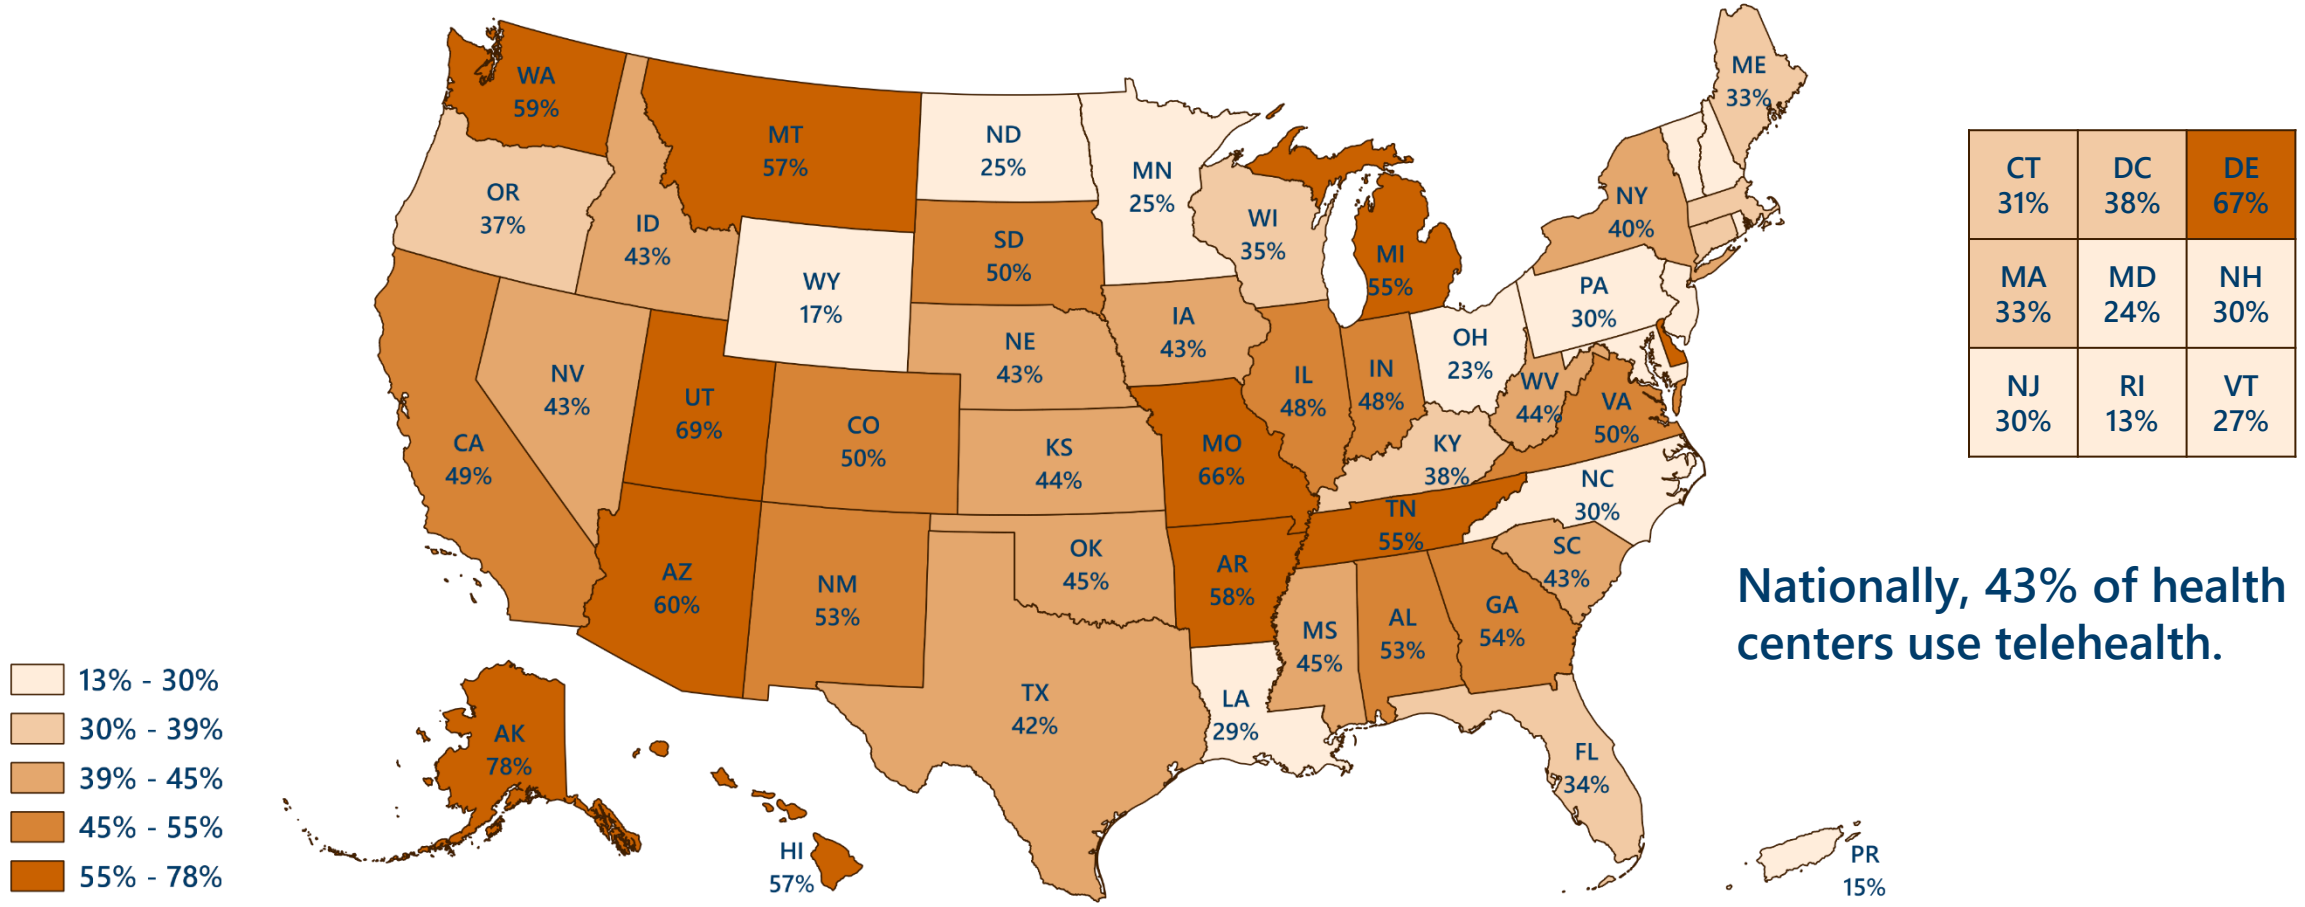 WA
59%
MT
57%
ND
25%
MN
25%
ME
33%
OR
37%
ID
43%
WY
17%
SD
50%
WI
35%
MI
55%
NY
40%
PA
30%
CT
31%
DC
38%
DE
67%
MA
33%
MD
24%
NH
30%
NJ
30%
RI
13%
VT
27%
CA
49%
NV
43%
UT
69%
CO
50%
NE
43%
KS
44%
IA
43%
MO
66%
IL
48%
IN
48%
OH
23%
WV
44%
VA
50%
KY
38%
NC
30%
TN
55%
SC
43%
AZ
60%
NM
53%
OK
45%
AR
58%
MS
45%
AL
53%
GA
54%
TX
42%
LA
29%
FL
34%
AK
78%
HI
57%
PR
15%
Nationally, 43% of health
centers use telehealth.
13% - 30%
30% - 39%
39% - 45%
45% - 55%
55% - 78%